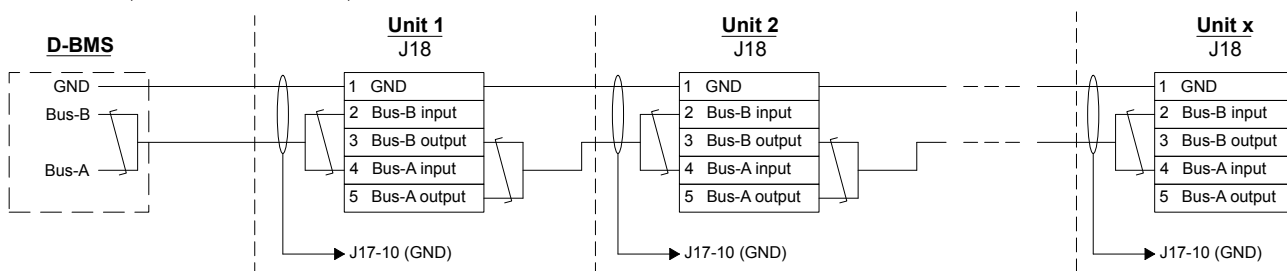 D-BMS
GND
Bus-B
Bus-A
Unit 1
J18
1 GND
2 Bus-B input
3 Bus-B output
4 Bus-A input
5 Bus-A output
J17-10 (GND)
Unit 2
J18
1 GND
2 Bus-B input
3 Bus-B output
4 Bus-A input
5 Bus-A output
J17-10 (GND)
Unit x
J18
1 GND
2 Bus-B input
3 Bus-B output
4 Bus-A input
5 Bus-A output
J17-10 (GND)